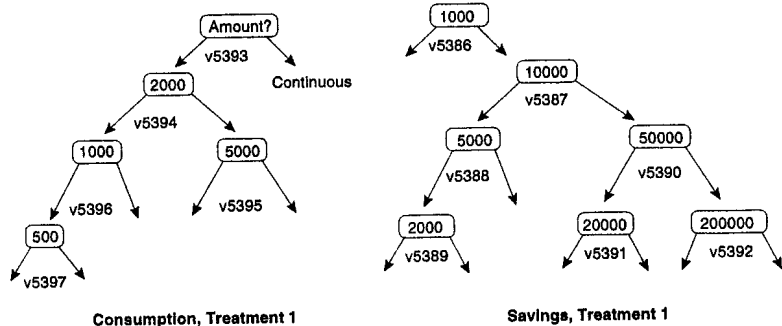 Amount?
v5393
2000
Continuous
v5394
1000
5000
v5396
v5395
500
v5397
Consumption, Treatment 1
1000
v5386
10000
v5387
5000
50000
v5388
v5390
2000
20000
200000
v5389
v5391
v5392
Savings, Treatment 1